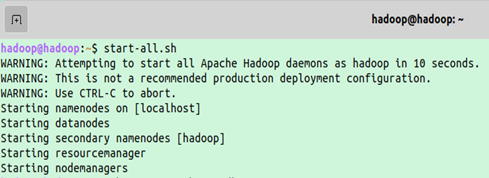 hadoop@hadoop: ~
hadoop@hadoop:~$ start-all.sh
WARNING: Attempting to start all Apache Hadoop daemons as hadoop in 10 seconds.
WARNING: This is not a recommended production deployment configuration.
WARNING: Use CTRL-C to abort.
Starting namenodes on [localhost]
Starting datanodes
Starting secondary namenodes [hadoop]
Starting resourcemanager
Starting nodemanagers